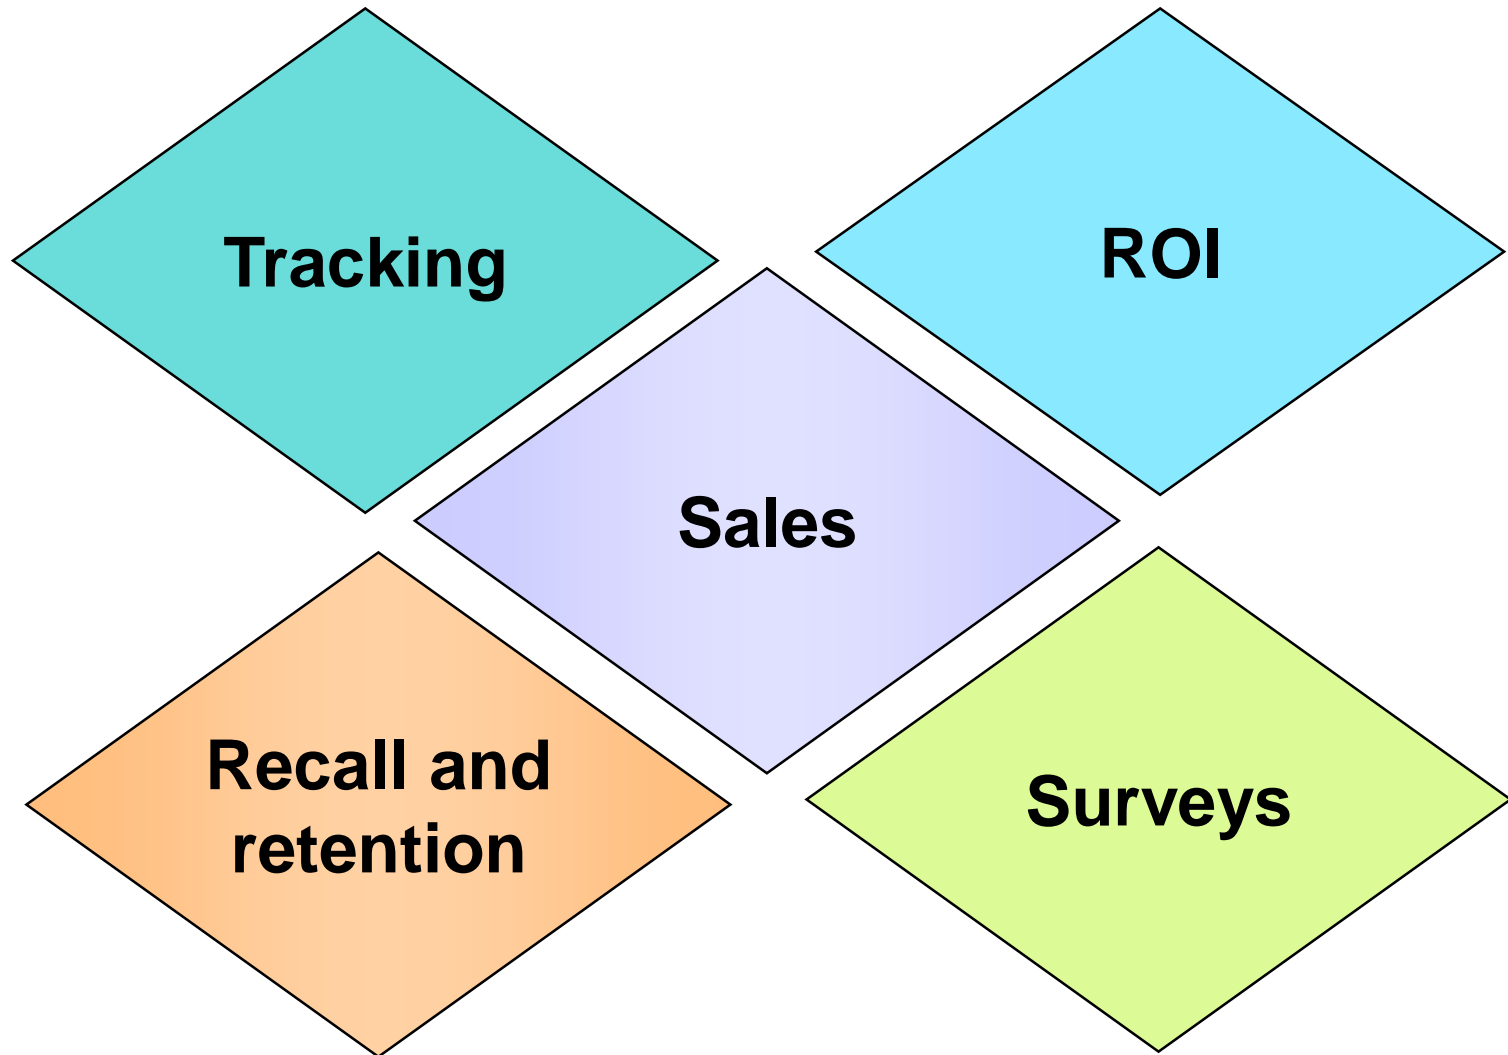 Tracking
ROI
Sales
Recall and
retention
Surveys